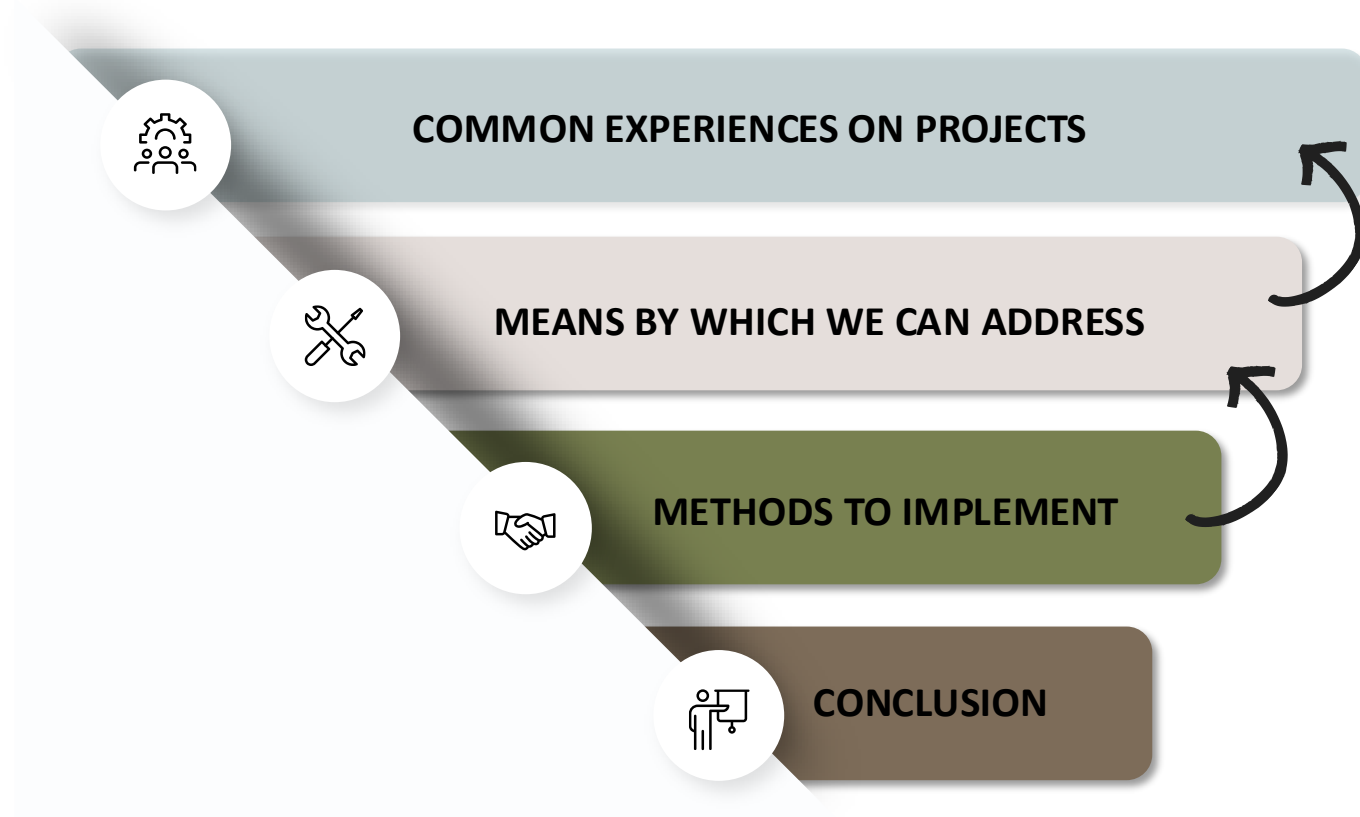 COMMON EXPERIENCES ON PROJECTS
MEANS BY WHICH WE CAN ADDRESS
METHODS TO IMPLEMENT
CONCLUSION